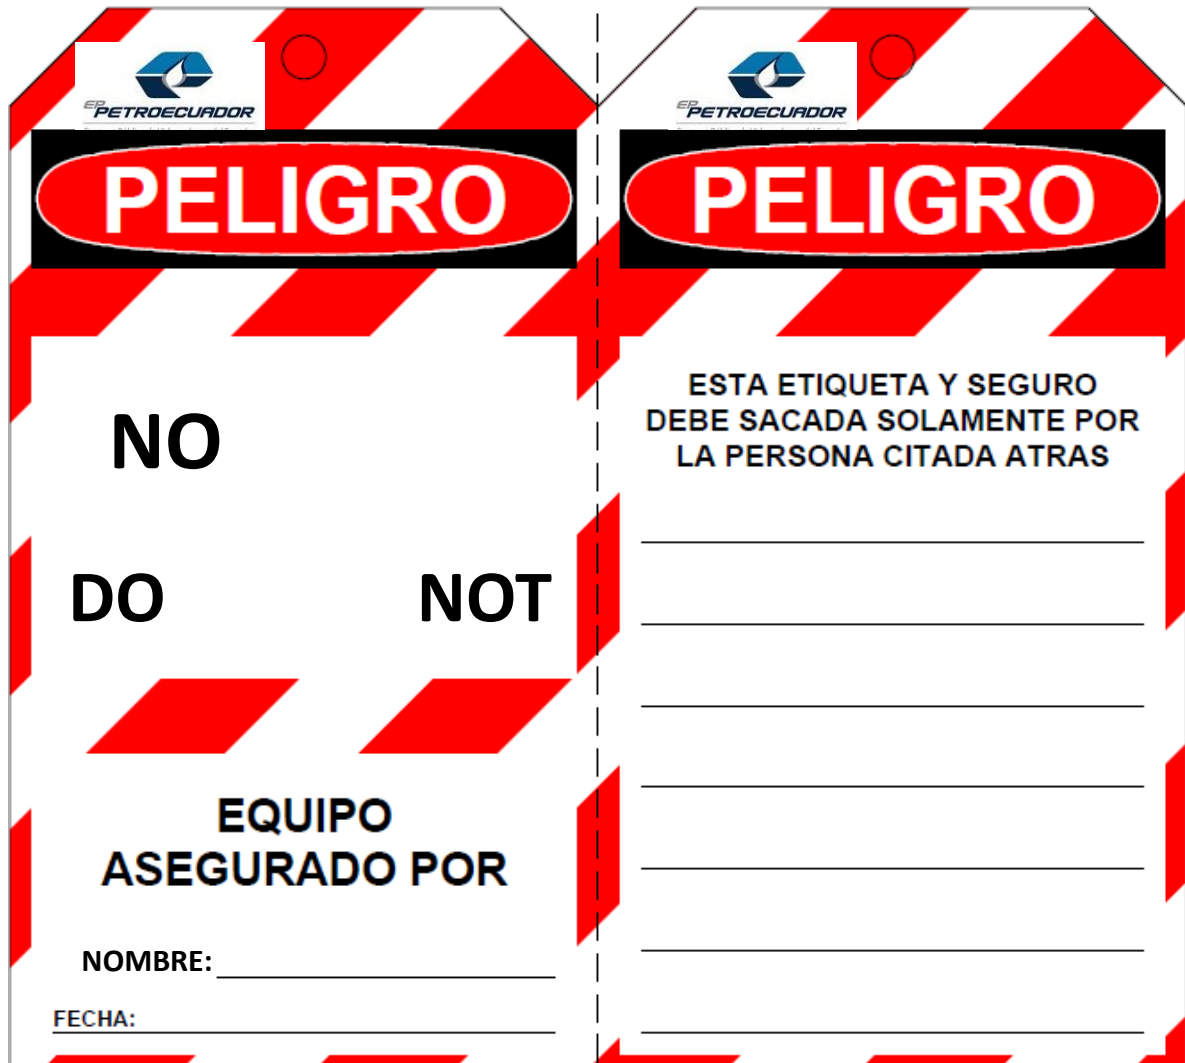 EP
PETROECUADOR
PELIGRO
NO
DO NOT
EQUIPO
ASEGURADO POR
NOMBRE:
FECHA:
EP
PETROECUADOR
PELIGRO
ESTA ETIQUETA Y SEGURO
DEBE SACADA SOLAMENTE POR
LA PERSONA CITADA ATRAS